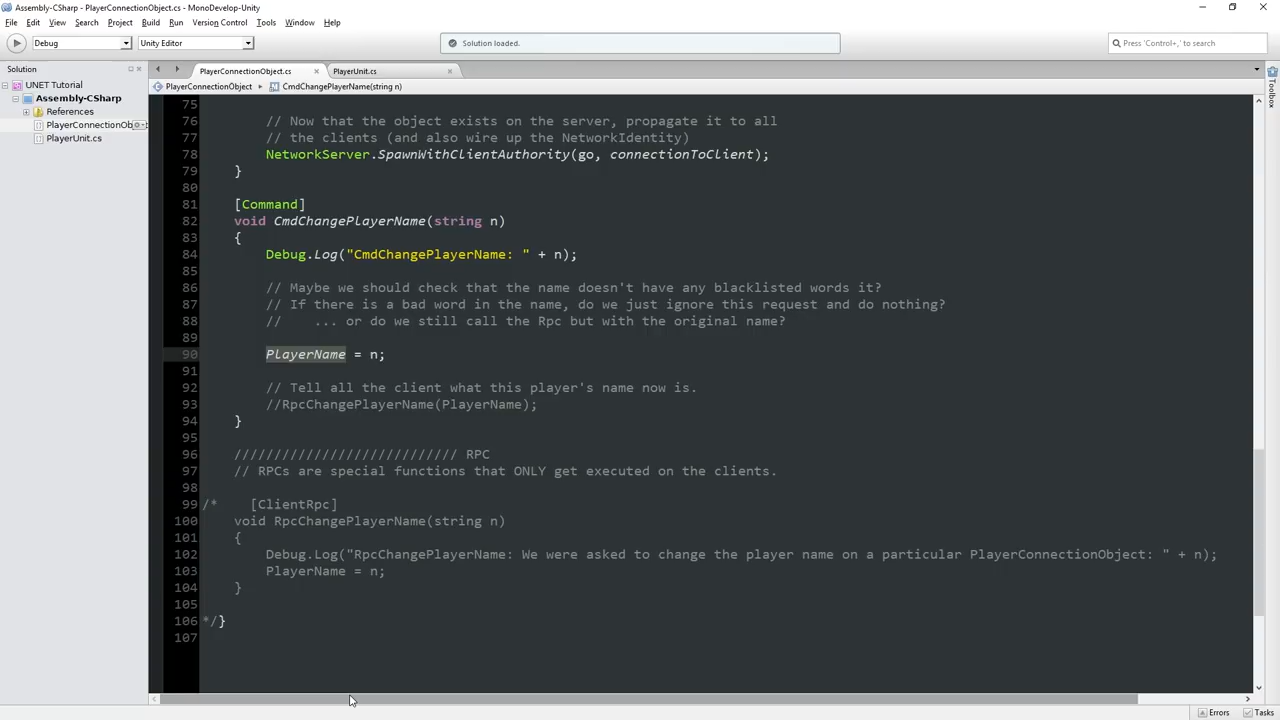 Assembly-CSharp - PlayerConnectionObject.cs - MonoDevelop-Unity
File Edit View Search Project Build Run Version Control Tools Window Help
Debug Unity Editor Solution loaded. Press 'Control+,' to search
Solution PlayerConnectionObject.cs PlayerUnit.cs
UNET Tutorial PlayerConnectionObject CmdChangePlayerName(string n)
Assembly-CSharp
References
PlayerConnectionOb
PlayerUnit.cs
Toolbox
75
76 // Now that the object exists on the server, propagate it to all
77 // the clients (and also wire up the NetworkIdentity)
78 NetworkServer.SpawnWithClientAuthority(go, connectionToClient);
79 }
80
81 [Command]
82 void CmdChangePlayerName(string n)
83 {
84 Debug.Log("CmdChangePlayerName: " + n);
85
86 // Maybe we should check that the name doesn't have any blacklisted words it?
87 // If there is a bad word in the name, do we just ignore this request and do nothing?
88 // ... or do we still call the Rpc but with the original name?
89
90 PlayerName = n;
91
92 // Tell all the client what this player's name now is.
93 //RpcChangePlayerName(PlayerName);
94 }
95
96 //////////////////////////// RPC
97 // RPCs are special functions that ONLY get executed on the clients.
98
99 /* [ClientRpc]
100 void RpcChangePlayerName(string n)
101 {
102 Debug.Log("RpcChangePlayerName: We were asked to change the player name on a particular PlayerConnectionObject: " + n);
103 PlayerName = n;
104 }
105
106 */}
107
Errors Tasks